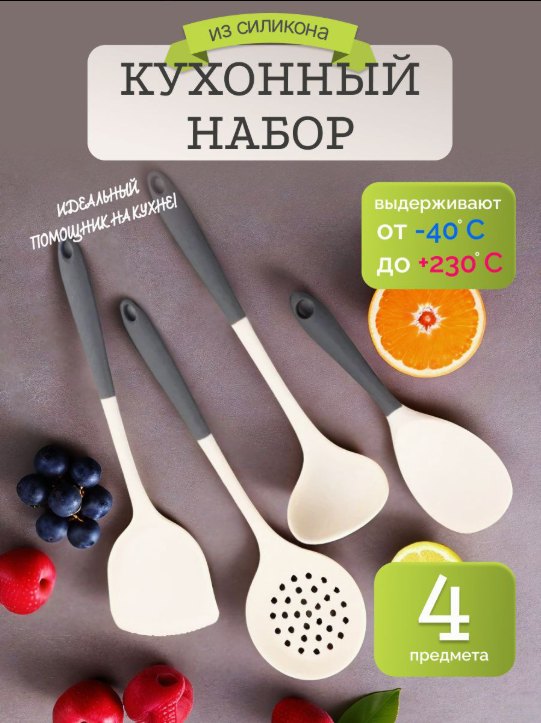 ИЗ СИЛИКОНА
КУХОННЫЙ
НАБОР
ИДЕАЛЬНЫЙ
ПОМОЩНИК НА КУХНЕ!
выдерживают
от -40°C
до +230°C
4
предмета